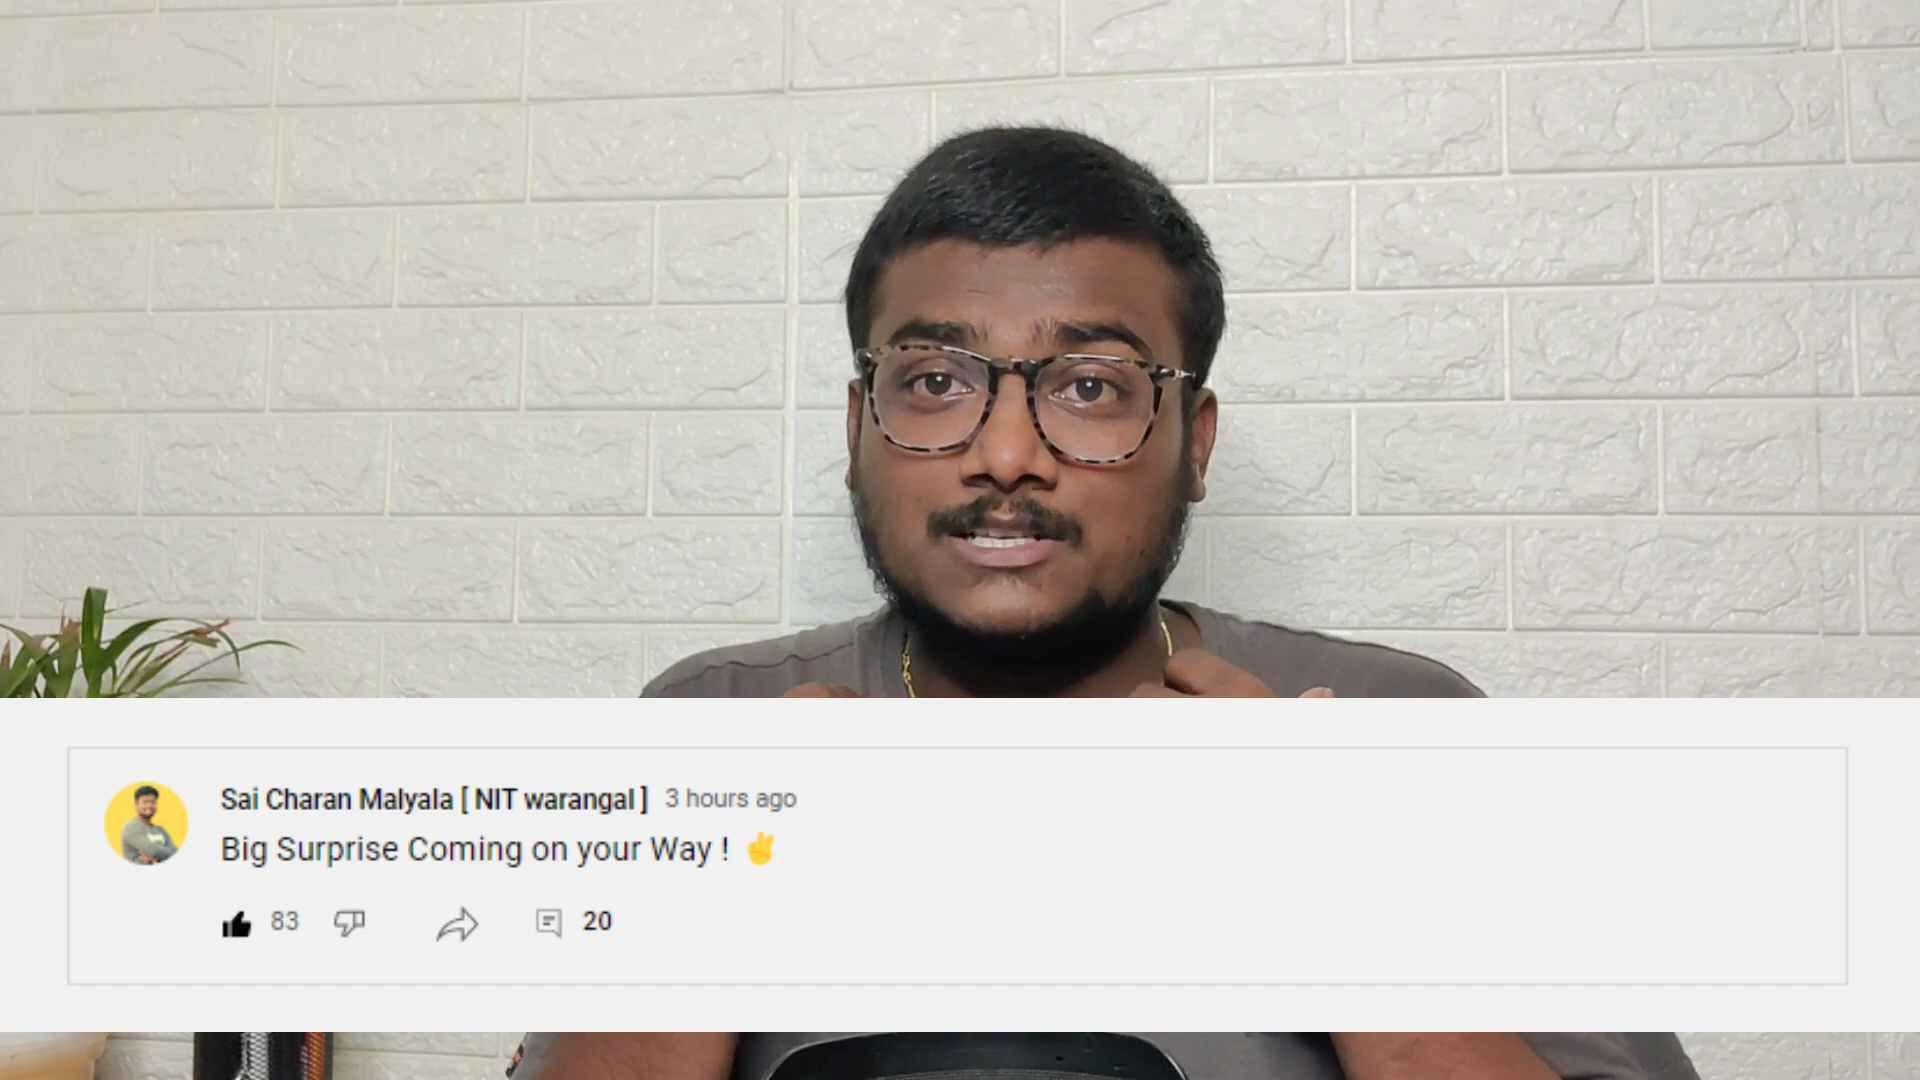 Sai Charan Malyala [ NIT warangal ] 3 hours ago
Big Surprise Coming on your Way ! ✌
83 20